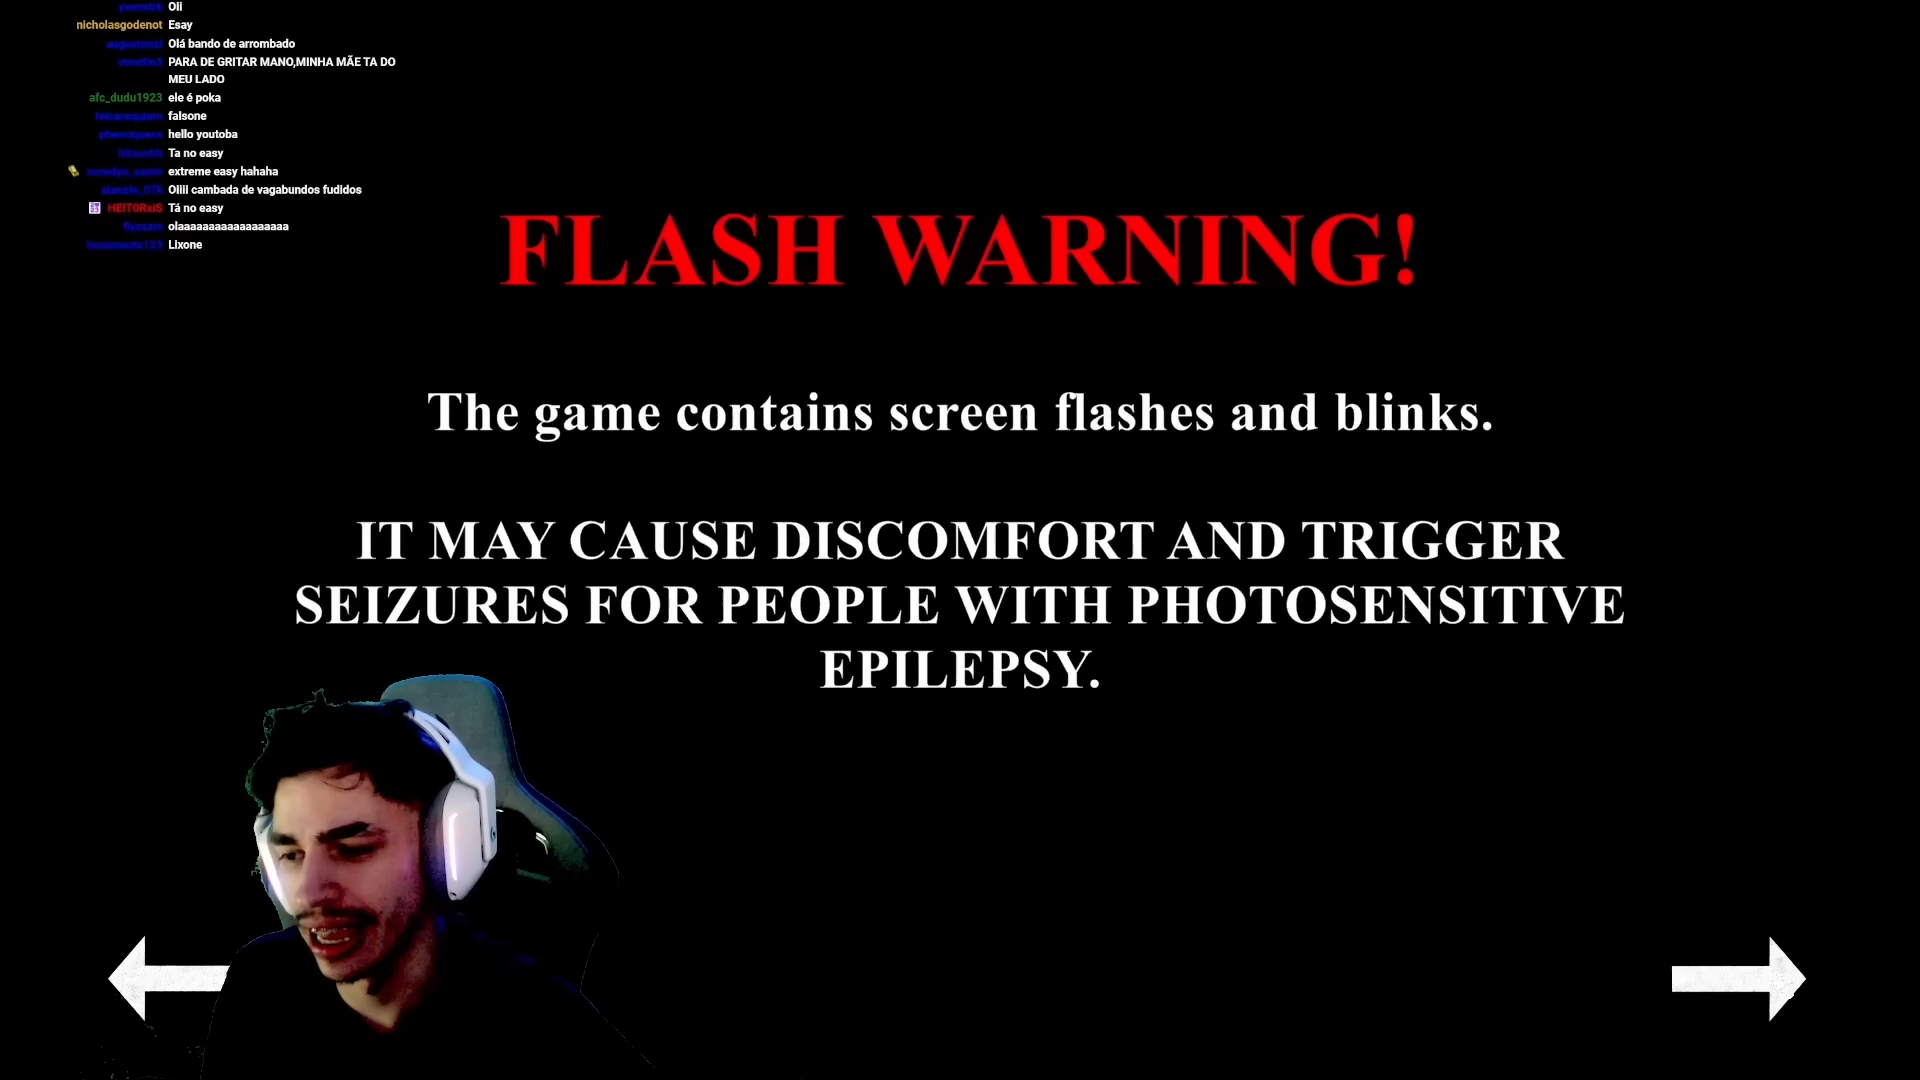 Oii
nicholasgodenot Esay
Olá bando de arrombado
PARA DE GRITAR MANO,MINHA MÃE TA DO
MEU LADO
afc_dudu1923 ele é poka
falsone
hello youtoba
Ta no easy
extreme easy hahaha
Oiiii cambada de vagabundos fudidos
HEIT0RxiS Tá no easy
olaaaaaaaaaaaaaaaaaa
Lixone
FLASH WARNING!
The game contains screen flashes and blinks.
IT MAY CAUSE DISCOMFORT AND TRIGGER
SEIZURES FOR PEOPLE WITH PHOTOSENSITIVE
EPILEPSY.